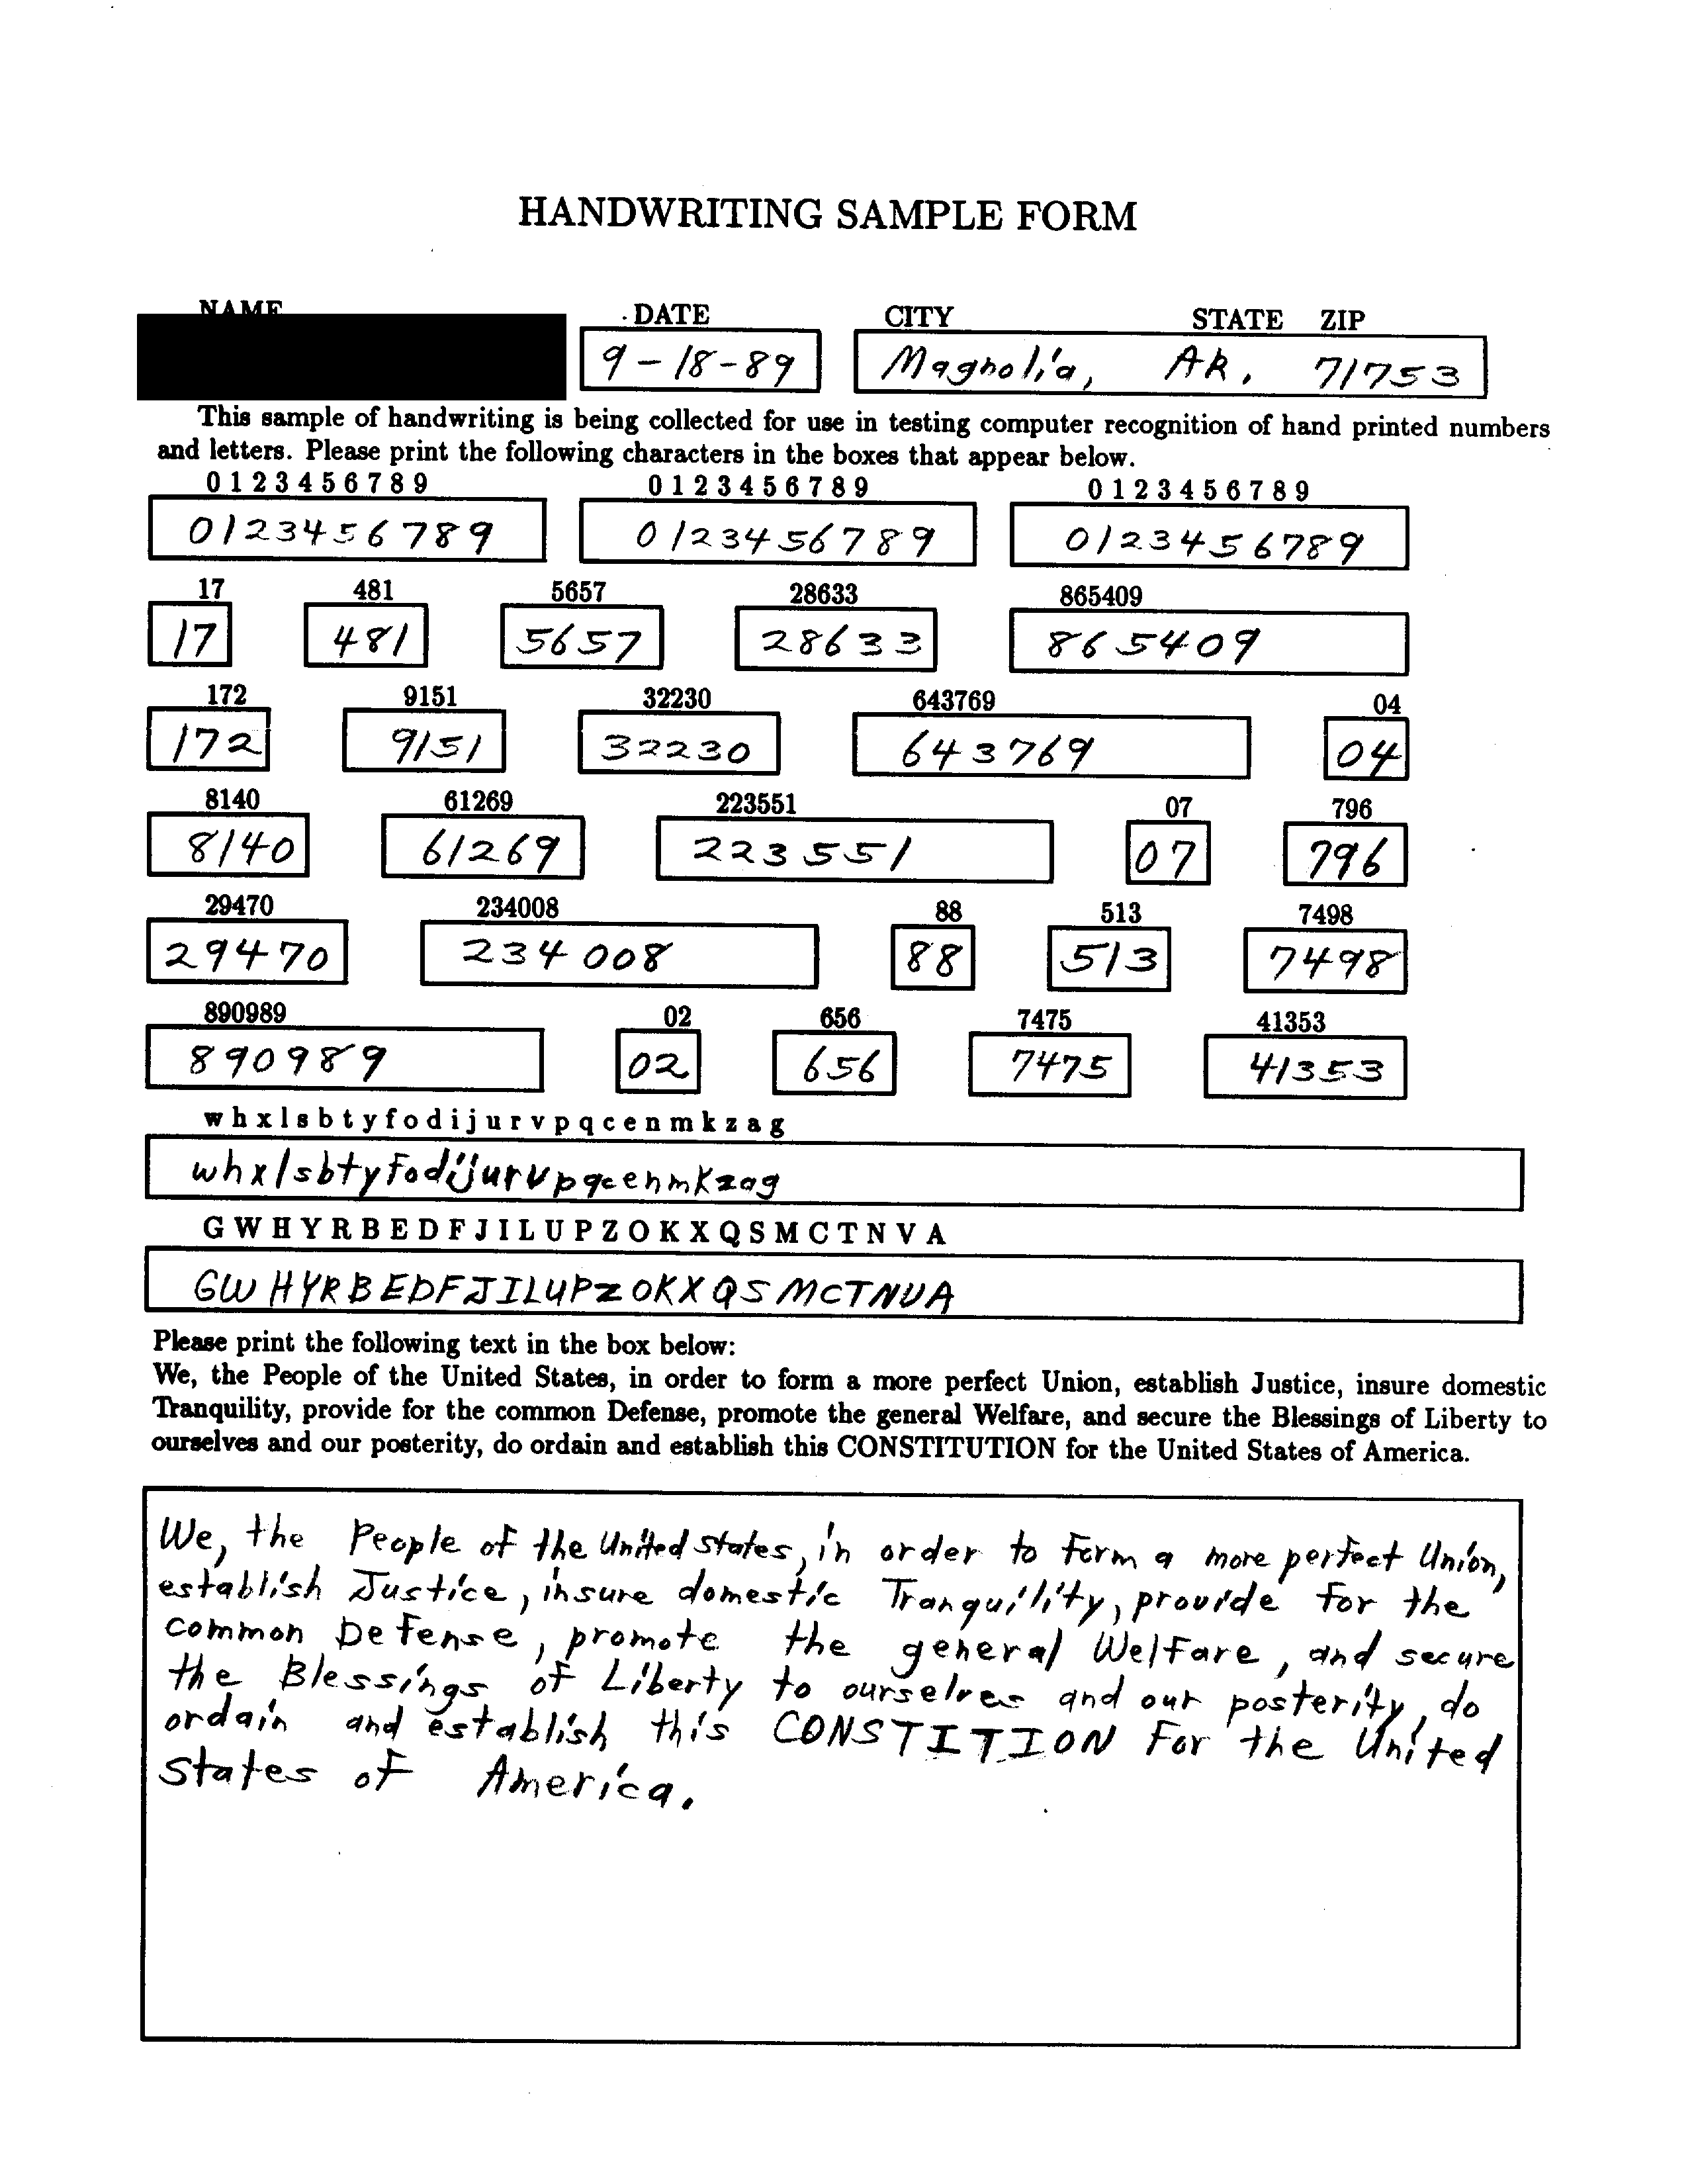 HANDWRITING SAMPLE FORM
NAME DATE CITY STATE ZIP
9-18-89 Magnolia, AR. 71753
This sample of handwriting is being collected for use in testing computer recognition of hand printed numbers
and letters. Please print the following characters in the boxes that appear below.
0 1 2 3 4 5 6 7 8 9 0 1 2 3 4 5 6 7 8 9 0 1 2 3 4 5 6 7 8 9
0123456789 0123456789 0123456789
17 481 5657 28633 865409
17 481 5657 28633 865409
172 9151 32230 643769 04
172 9151 32230 643769 04
8140 61269 223551 07 796
8140 61269 223551 07 796
29470 234008 88 513 7498
29470 234008 88 513 7498
890989 02 656 7475 41353
890989 02 656 7475 41353
w h x l s b t y f o d i j u r v p q c e n m k z a g
whxlsbtyfodijurvpqcenmkzag
G W H Y R B E D F J I L U P Z O K X Q S M C T N V A
GWHYRBEDFJILUPZOKXQSMCTNVA
Please print the following text in the box below:
We, the People of the United States, in order to form a more perfect Union, establish Justice, insure domestic
Tranquility, provide for the common Defense, promote the general Welfare, and secure the Blessings of Liberty to
ourselves and our posterity, do ordain and establish this CONSTITUTION for the United States of America.
We, the People of the United States, in order to form a more perfect Union,
establish Justice, insure domestic Tranquility, provide for the
common Defense, promote the general Welfare, and secure
the Blessings of Liberty to ourselves and our posterity, do
ordain and establish this CONSTITION For the United
States of America.